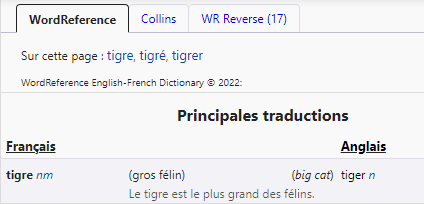 WordReference Collins WR Reverse (17)
Sur cette page : tigre, tigré, tigrer
WordReference English-French Dictionary © 2022:
Principales traductions
Français Anglais
tigre nm (gros félin) (big cat) tiger n
Le tigre est le plus grand des félins.